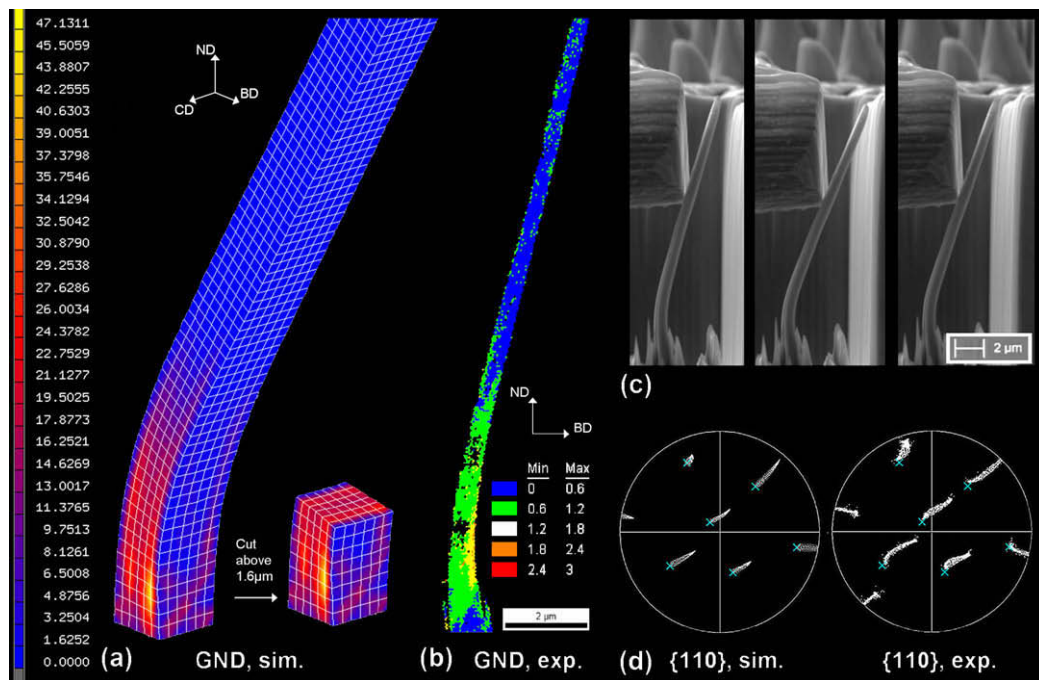 47.1311
45.5059
43.8807
42.2555
40.6303
39.0051
37.3798
35.7546
34.1294
32.5042
30.8790
29.2538
27.6286
26.0034
24.3782
22.7529
21.1277
19.5025
17.8773
16.2521
14.6269
13.0017
11.3765
9.7513
8.1261
6.5008
4.8756
3.2504
1.6252
0.0000
ND
CD
BD
Cut
above
1.6µm
(a)
GND, sim.
ND
BD
Min Max
0 0.6
0.6 1.2
1.2 1.8
1.8 2.4
2.4 3
2 µm
(b)
GND, exp.
2 µm
(c)
(d)
{110}, sim.
{110}, exp.